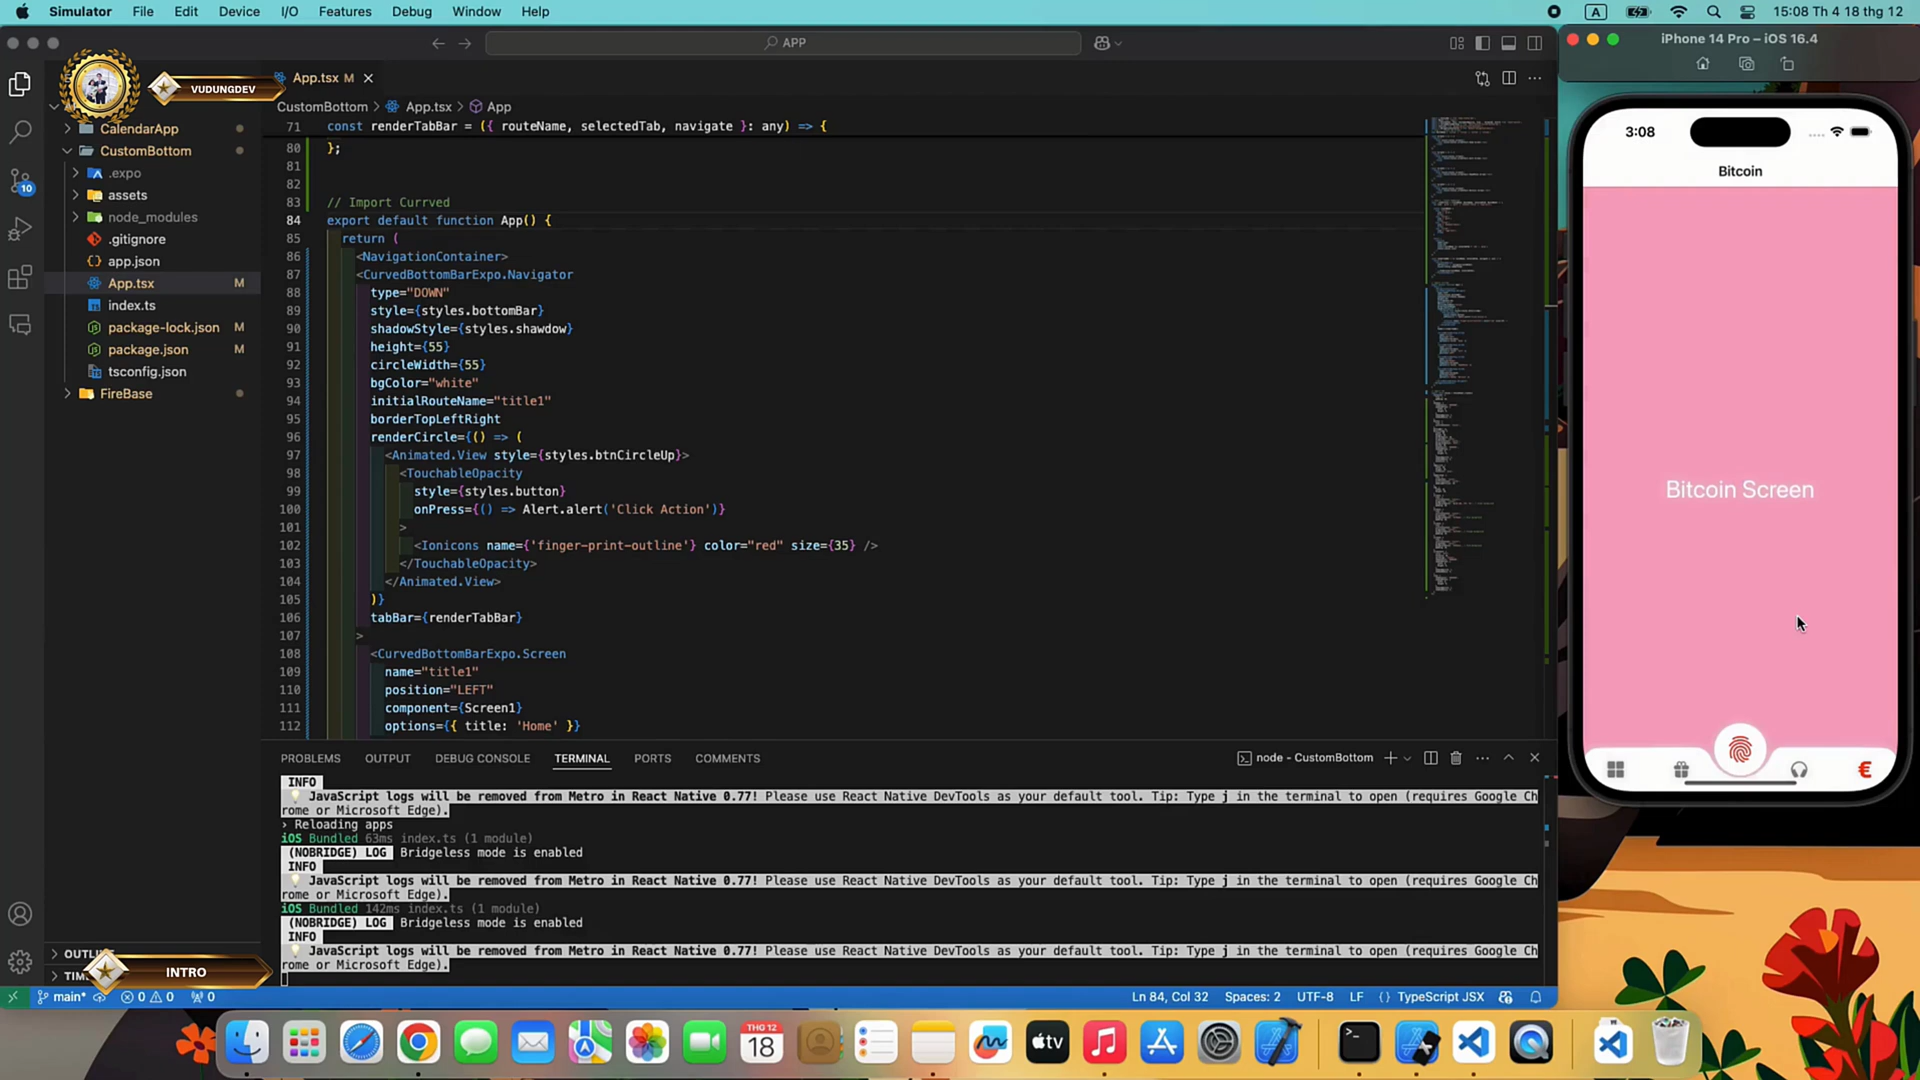 Simulator File Edit Device I/O Features Debug Window Help
A
15:08 Th 4 18 thg 12
APP
iPhone 14 Pro – iOS 16.4
VUDUNGDEV
App.tsx M
CustomBottom > App.tsx > App
CalendarApp
CustomBottom
.expo
assets
node_modules
.gitignore
app.json
App.tsx M
index.ts
package-lock.json M
package.json M
tsconfig.json
FireBase
10
71 const renderTabBar = ({ routeName, selectedTab, navigate }: any) => {
80 };
81
82
83 // Import Currved
84 export default function App() {
85 return (
86 <NavigationContainer>
87 <CurvedBottomBarExpo.Navigator
88 type="DOWN"
89 style={styles.bottomBar}
90 shadowStyle={styles.shawdow}
91 height={55}
92 circleWidth={55}
93 bgColor="white"
94 initialRouteName="title1"
95 borderTopLeftRight
96 renderCircle={() => (
97 <Animated.View style={styles.btnCircleUp}>
98 <TouchableOpacity
99 style={styles.button}
100 onPress={() => Alert.alert('Click Action')}
101 >
102 <Ionicons name={'finger-print-outline'} color="red" size={35} />
103 </TouchableOpacity>
104 </Animated.View>
105 )}
106 tabBar={renderTabBar}
107 >
108 <CurvedBottomBarExpo.Screen
109 name="title1"
110 position="LEFT"
111 component={Screen1}
112 options={{ title: 'Home' }}
3:08
Bitcoin
Bitcoin Screen
€
PROBLEMS OUTPUT DEBUG CONSOLE TERMINAL PORTS COMMENTS
node - CustomBottom
INFO
JavaScript logs will be removed from Metro in React Native 0.77! Please use React Native DevTools as your default tool. Tip: Type j in the terminal to open (requires Google Ch
rome or Microsoft Edge).
› Reloading apps
iOS Bundled 63ms index.ts (1 module)
(NOBRIDGE) LOG Bridgeless mode is enabled
INFO
JavaScript logs will be removed from Metro in React Native 0.77! Please use React Native DevTools as your default tool. Tip: Type j in the terminal to open (requires Google Ch
rome or Microsoft Edge).
iOS Bundled 142ms index.ts (1 module)
(NOBRIDGE) LOG Bridgeless mode is enabled
INFO
JavaScript logs will be removed from Metro in React Native 0.77! Please use React Native DevTools as your default tool. Tip: Type j in the terminal to open (requires Google Ch
rome or Microsoft Edge).
INTRO
main* 0 0 0
Ln 84, Col 32 Spaces: 2 UTF-8 LF {} TypeScript JSX
THG 12
18
tv